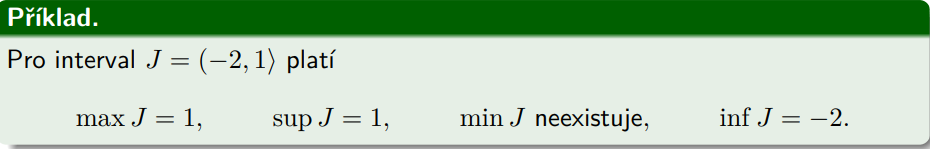 Příklad.
Pro interval J = (−2, 1⟩ platí
max J = 1, sup J = 1, min J neexistuje, inf J = −2.